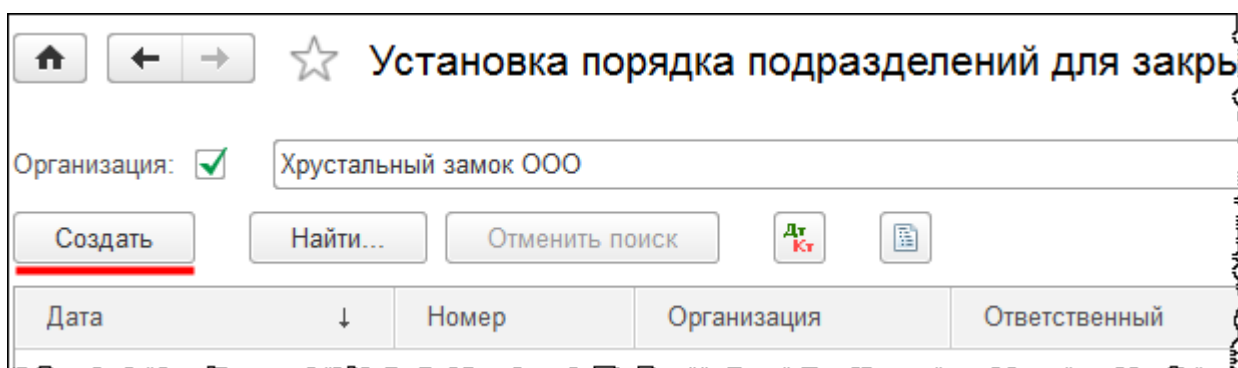 Установка порядка подразделений для закры
Организация: Хрустальный замок ООО
Создать Найти... Отменить поиск Дт Кт
Дата ↓ Номер Организация Ответственный